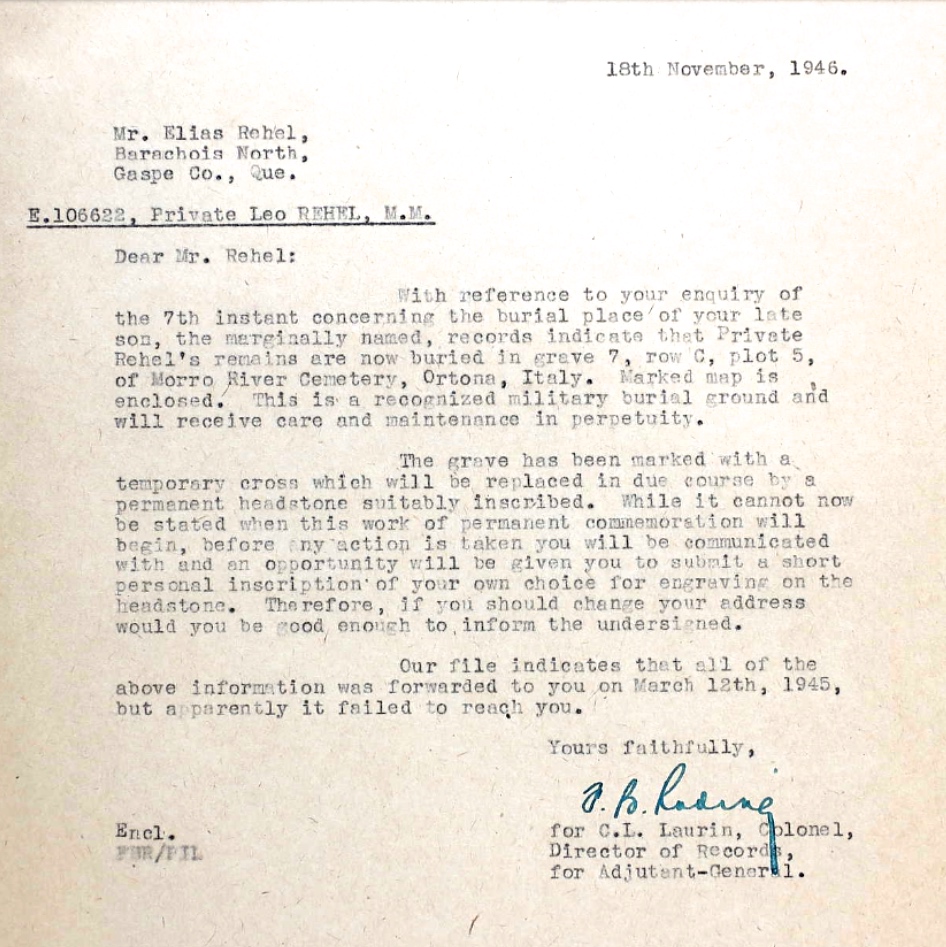 18th November, 1946.
Mr. Elias Rehel,
Barachois North,
Gaspe Co., Que.
E.106622, Private Leo REHEL, M.M.
Dear Mr. Rehel:
With reference to your enquiry of
the 7th instant concerning the burial place of your late
son, the marginally named, records indicate that Private
Rehel's remains are now buried in grave 7, row C, plot 5,
of Morro River Cemetery, Ortona, Italy. Marked map is
enclosed. This is a recognized military burial ground and
will receive care and maintenance in perpetuity.
The grave has been marked with a
temporary cross which will be replaced in due course by a
permanent headstone suitably inscribed. While it cannot now
be stated when this work of permanent commemoration will
begin, before any action is taken you will be communicated
with and an opportunity will be given you to submit a short
personal inscription of your own choice for engraving on the
headstone. Therefore, if you should change your address
would you be good enough to inform the undersigned.
Our file indicates that all of the
above information was forwarded to you on March 12th, 1945,
but apparently it failed to reach you.
Yours faithfully,
Encl.
for C.L. Laurin, Colonel,
Director of Records,
for Adjutant-General.